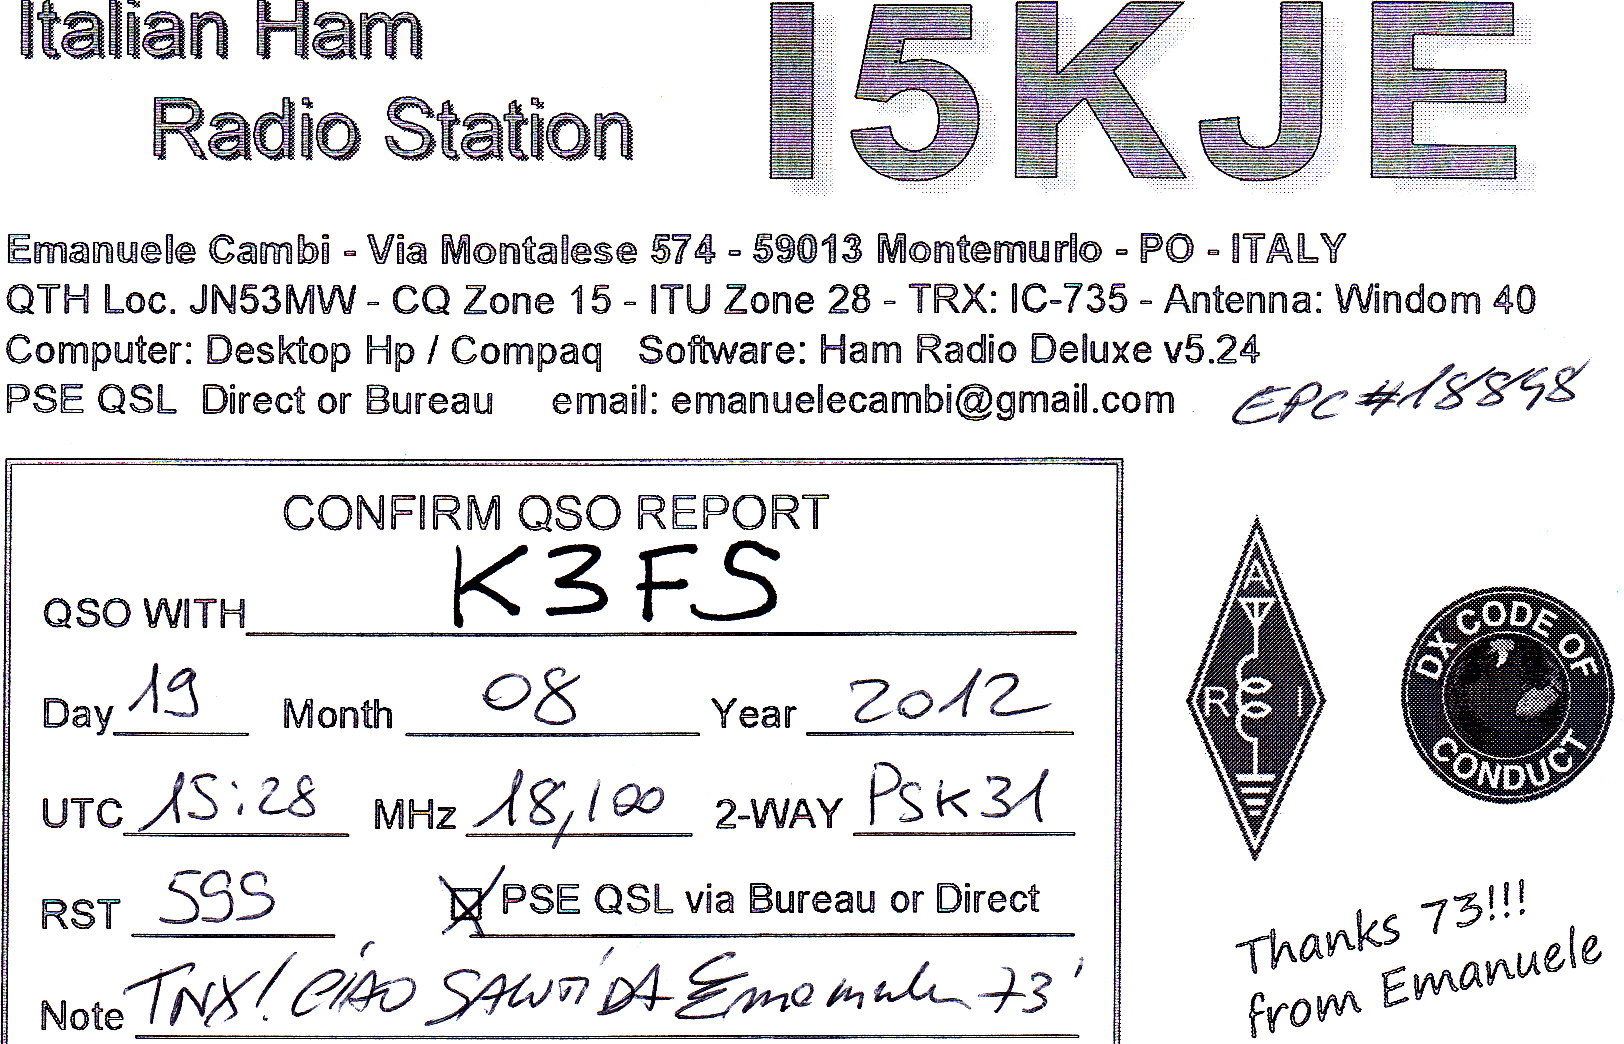 Italian Ham
Radio Station
I5KJE
Emanuele Cambi - Via Montalese 574 - 59013 Montemurlo - PO - ITALY
QTH Loc. JN53MW - CQ Zone 15 - ITU Zone 28 - TRX: IC-735 - Antenna: Windom 40
Computer: Desktop Hp / Compaq Software: Ham Radio Deluxe v5.24
PSE QSL Direct or Bureau email: emanuelecambi@gmail.com
EPC #18898
CONFIRM QSO REPORT
QSO WITH K3FS
Day 19 Month 08 Year 2012
UTC 15:28 MHz 18,100 2-WAY PSK31
RST 599 PSE QSL via Bureau or Direct
Note TNX! CIAO SALUTI DA Emanuele 73'
A
R I
DX CODE OF
CONDUCT
Thanks 73!!!
from Emanuele